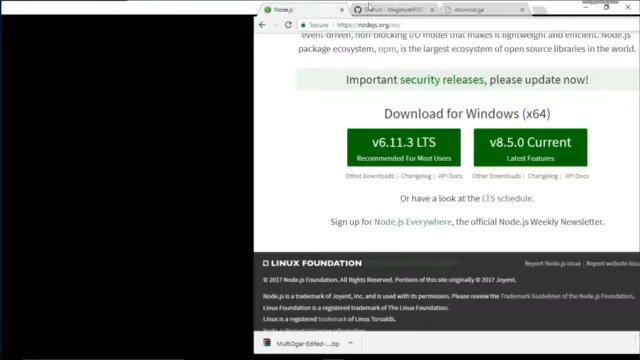 Node.js
Atomicat.ga
Secure
https://nodejs.org/en/
event-driven, non-blocking I/O model that makes it lightweight and efficient. Node.js'
package ecosystem, npm, is the largest ecosystem of open source libraries in the world.
Important security releases, please update now!
Download for Windows (x64)
v6.11.3 LTS
Recommended For Most Users
v8.5.0 Current
Latest Features
Other Downloads | Changelog | API Docs
Other Downloads | Changelog | API Docs
Or have a look at the LTS schedule.
Sign up for Node.js Everywhere, the official Node.js Weekly Newsletter.
LINUX FOUNDATION
Report Node.js issue | Report website issue
© 2017 Node.js Foundation. All Rights Reserved. Portions of this site originally © 2017 Joyent.
Node.js is a trademark of Joyent, Inc. and is used with its permission. Please review the Trademark Guidelines of the Node.js Foundation.
Linux Foundation is a registered trademark of The Linux Foundation.
Linux is a registered trademark of Linus Torvalds.
Node.js Project Licensing Information
MultiOgar-Edited-...zip